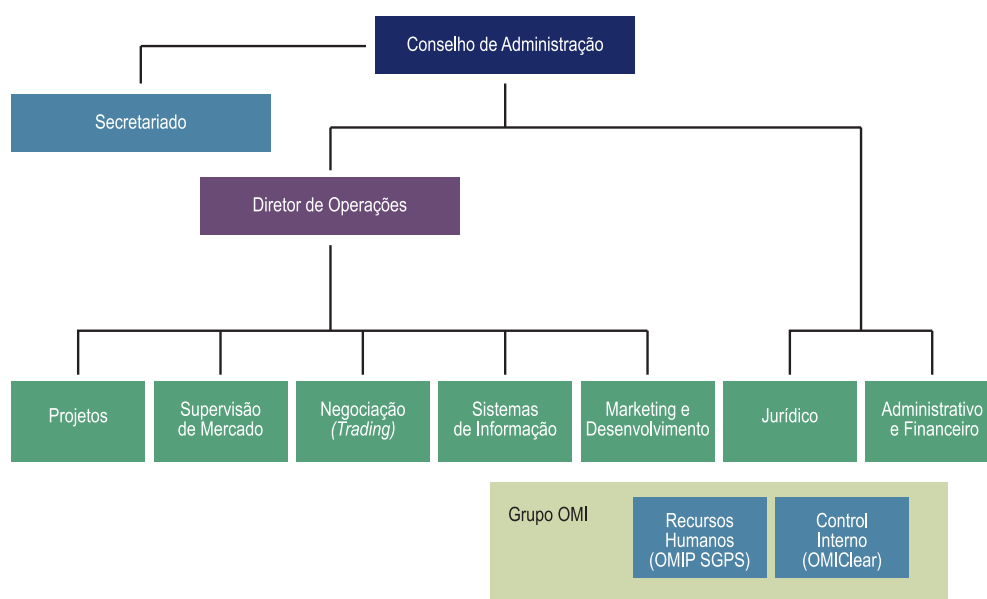 Conselho de Administração
Secretariado
Diretor de Operações
Projetos
Supervisão
de Mercado
Negociação
(Trading)
Sistemas
de Informação
Marketing e
Desenvolvimento
Jurídico
Administrativo
e Financeiro
Grupo OMI
Recursos
Humanos
(OMIP SGPS)
Control
Interno
(OMIClear)